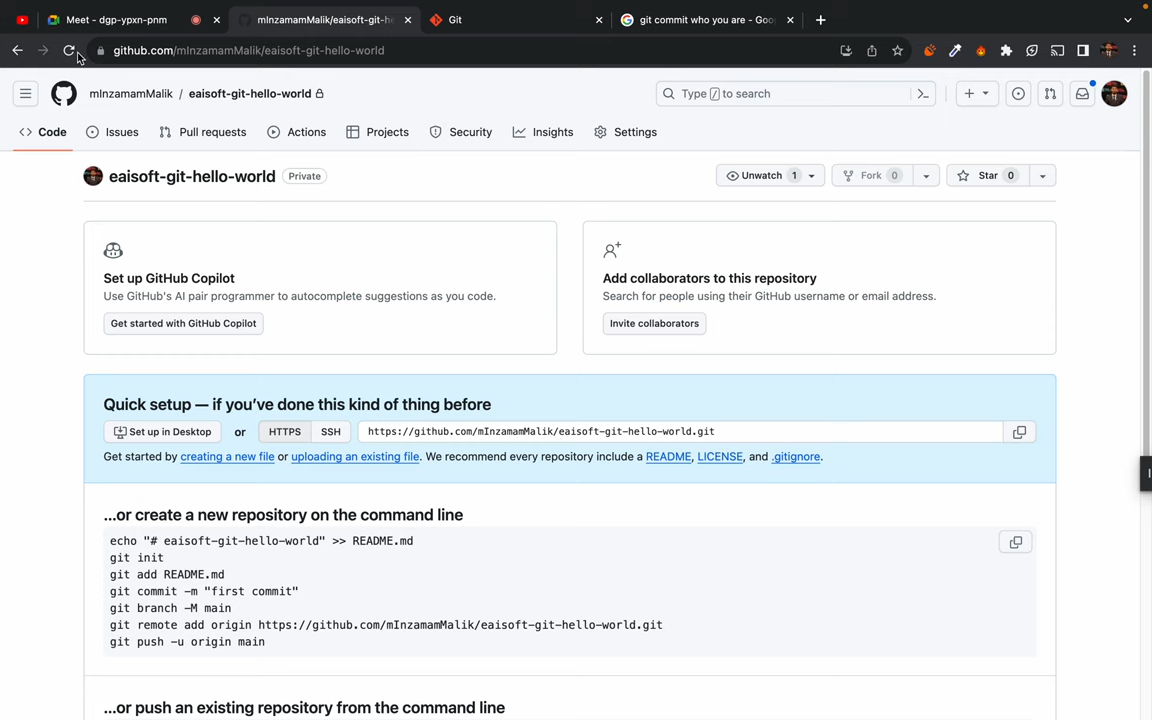 Meet - dgp-ypxn-pnm
mInzamamMalik/eaisoft-git-he
Git
git commit who you are - Goo
github.com/mInzamamMalik/eaisoft-git-hello-world
mInzamamMalik / eaisoft-git-hello-world
Type / to search
Code
Issues
Pull requests
Actions
Projects
Security
Insights
Settings
eaisoft-git-hello-world Private
Unwatch 1
Fork 0
Star 0
Set up GitHub Copilot
Use GitHub's AI pair programmer to autocomplete suggestions as you code.
Get started with GitHub Copilot
Add collaborators to this repository
Search for people using their GitHub username or email address.
Invite collaborators
Quick setup — if you've done this kind of thing before
Set up in Desktop or HTTPS SSH https://github.com/mInzamamMalik/eaisoft-git-hello-world.git
Get started by creating a new file or uploading an existing file. We recommend every repository include a README, LICENSE, and .gitignore.
...or create a new repository on the command line
echo "# eaisoft-git-hello-world" >> README.md
git init
git add README.md
git commit -m "first commit"
git branch -M main
git remote add origin https://github.com/mInzamamMalik/eaisoft-git-hello-world.git
git push -u origin main
...or push an existing repository from the command line